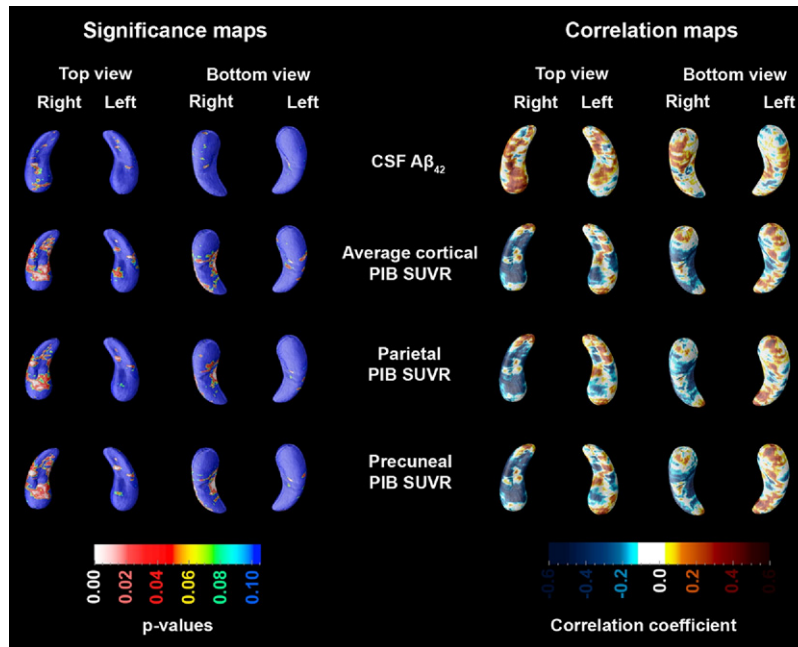 Significance maps
Correlation maps
Top view
Bottom view
Top view
Bottom view
Right
Left
Right
Left
Right
Left
Right
Left
CSF Aβ42
Average cortical
PIB SUVR
Parietal
PIB SUVR
Precuneal
PIB SUVR
0.00
0.02
0.04
0.06
0.08
0.10
-0.6
-0.4
-0.2
0.0
0.2
0.4
0.6
p-values
Correlation coefficient